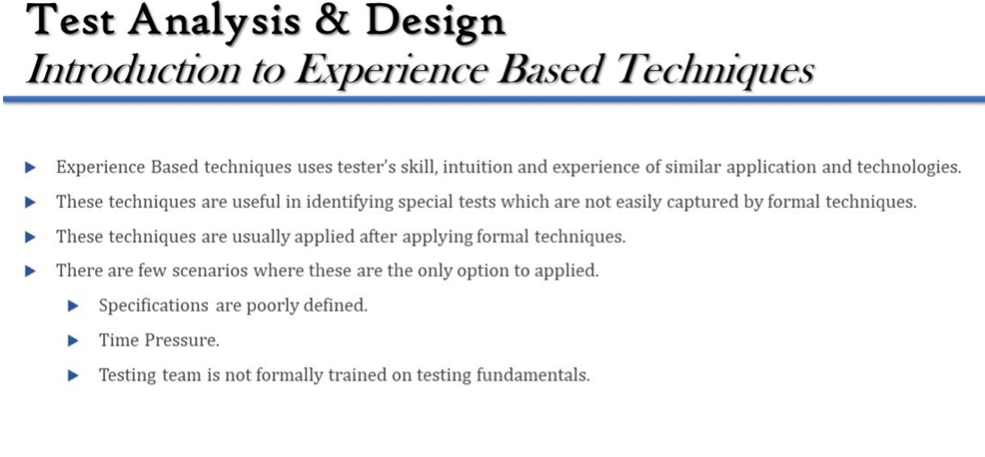 Test Analysis & Design
Introduction to Experience Based Techniques
Experience Based techniques uses tester's skill, intuition and experience of similar application and technologies.
These techniques are useful in identifying special tests which are not easily captured by formal techniques.
These techniques are usually applied after applying formal techniques.
There are few scenarios where these are the only option to applied.
Specifications are poorly defined.
Time Pressure.
Testing team is not formally trained on testing fundamentals.